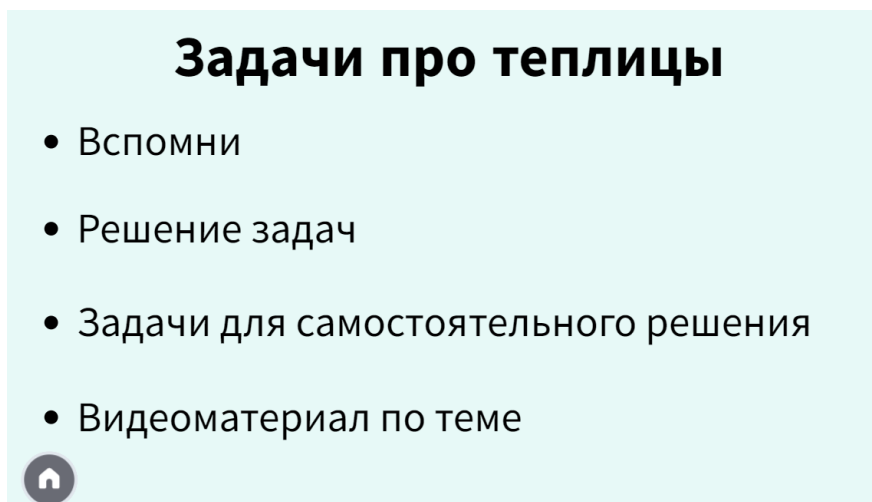 Задачи про теплицы
• Вспомни
• Решение задач
• Задачи для самостоятельного решения
• Видеоматериал по теме